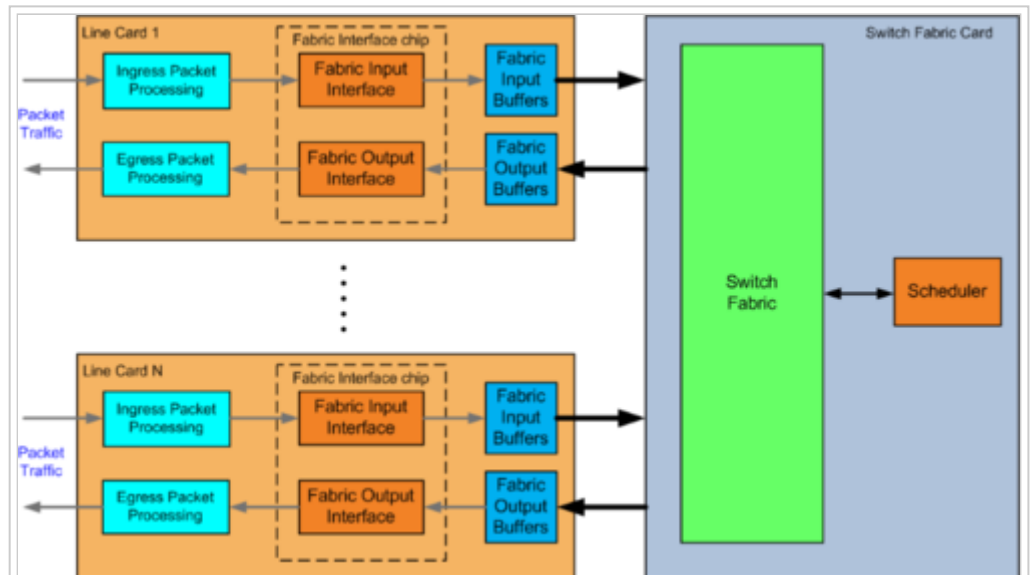 Line Card 1
Fabric Interface chip
Switch Fabric Card
Ingress Packet
Processing
Fabric Input
Interface
Fabric
Input
Buffers
Packet
Traffic
Egress Packet
Processing
Fabric Output
Interface
Fabric
Output
Buffers
Switch
Fabric
Scheduler
Line Card N
Fabric Interface chip
Ingress Packet
Processing
Fabric Input
Interface
Fabric
Input
Buffers
Packet
Traffic
Egress Packet
Processing
Fabric Output
Interface
Fabric
Output
Buffers